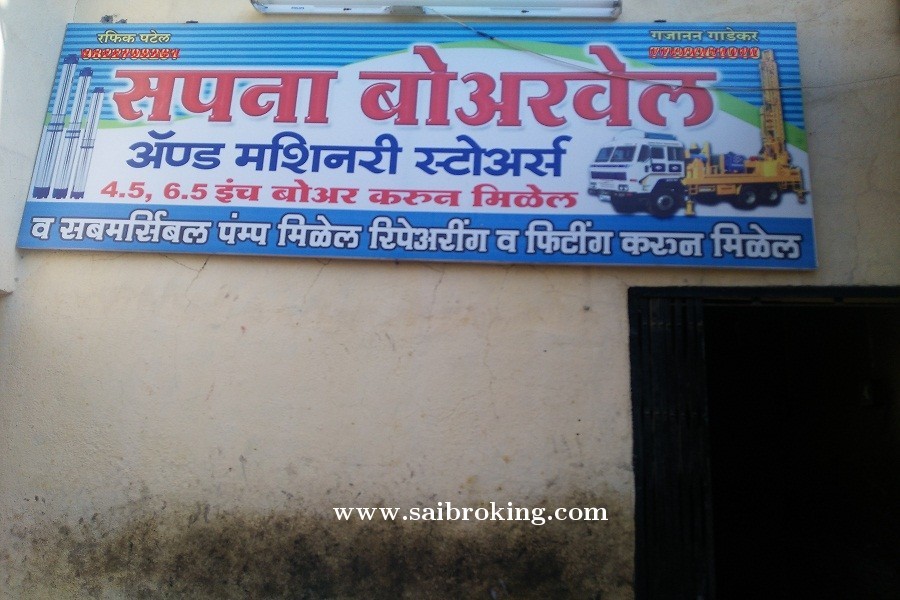 रफिक पटेल
गजानन गाडेकर
सपना बोअरवेल
ॲण्ड मशिनरी स्टोअर्स
4.5, 6.5 इंच बोअर करुन मिळेल
व सबमर्सिबल पंम्प मिळेल रिपेअरींग व फिटींग करून मिळेल
www.saibroking.com